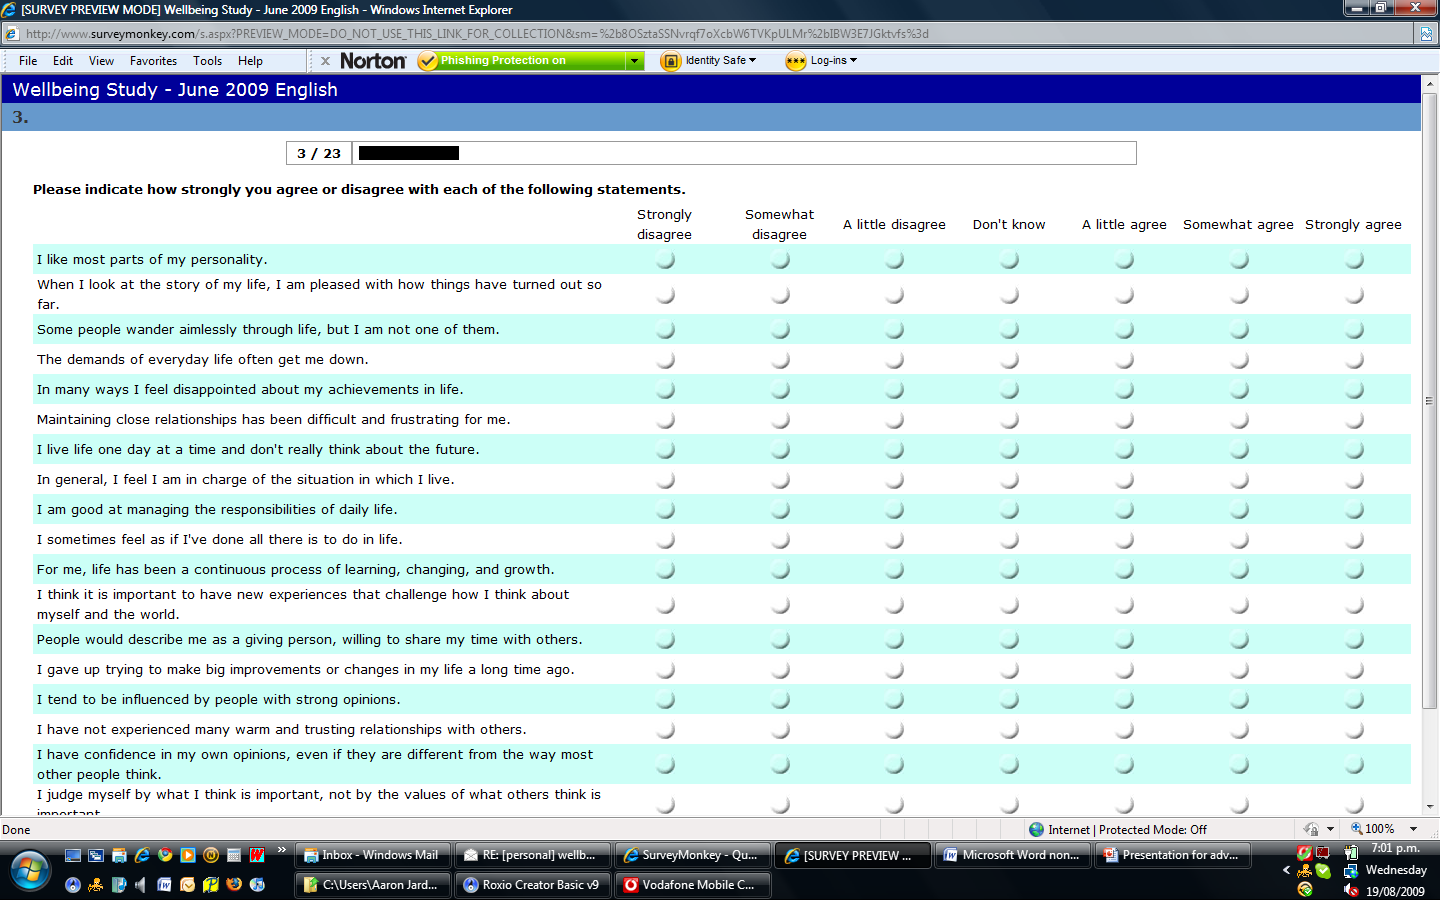 [SURVEY PREVIEW MODE] Wellbeing Study - June 2009 English - Windows Internet Explorer
http://www.surveymonkey.com/s.aspx?PREVIEW_MODE=DO_NOT_USE_THIS_LINK_FOR_COLLECTION&sm=%2b8OSztaSSNvrqf7oXcbW6TVKpULMr%2bIBW3E7JGktvfs%3d
File Edit View Favorites Tools Help x Norton Phishing Protection on Identity Safe Log-ins
Wellbeing Study - June 2009 English
3.
3 / 23
Please indicate how strongly you agree or disagree with each of the following statements.
Strongly disagree Somewhat disagree A little disagree Don't know A little agree Somewhat agree Strongly agree
I like most parts of my personality.
When I look at the story of my life, I am pleased with how things have turned out so
far.
Some people wander aimlessly through life, but I am not one of them.
The demands of everyday life often get me down.
In many ways I feel disappointed about my achievements in life.
Maintaining close relationships has been difficult and frustrating for me.
I live life one day at a time and don't really think about the future.
In general, I feel I am in charge of the situation in which I live.
I am good at managing the responsibilities of daily life.
I sometimes feel as if I've done all there is to do in life.
For me, life has been a continuous process of learning, changing, and growth.
I think it is important to have new experiences that challenge how I think about
myself and the world.
People would describe me as a giving person, willing to share my time with others.
I gave up trying to make big improvements or changes in my life a long time ago.
I tend to be influenced by people with strong opinions.
I have not experienced many warm and trusting relationships with others.
I have confidence in my own opinions, even if they are different from the way most
other people think.
I judge myself by what I think is important, not by the values of what others think is
important.
Done Internet | Protected Mode: Off 100%
Inbox - Windows Mail RE: [personal] wellb... SurveyMonkey - Qu... [SURVEY PREVIEW ... Microsoft Word non... Presentation for adv... 7:01 p.m.
Wednesday
C:\Users\Aaron Jard... Roxio Creator Basic v9 Vodafone Mobile C... 19/08/2009